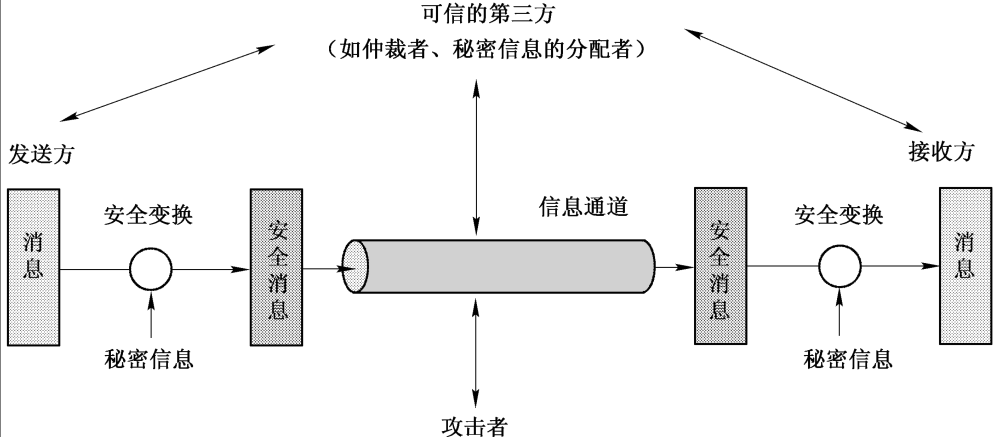 可信的第三方
（如仲裁者、秘密信息的分配者）
发送方
接收方
安全变换
信息通道
安全变换
消息
安全消息
安全消息
消息
秘密信息
秘密信息
攻击者